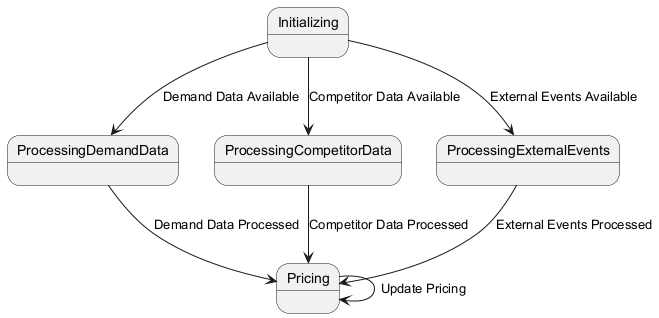 Initializing
Demand Data Available
Competitor Data Available
External Events Available
ProcessingDemandData
ProcessingCompetitorData
ProcessingExternalEvents
Demand Data Processed
Competitor Data Processed
External Events Processed
Pricing
Update Pricing